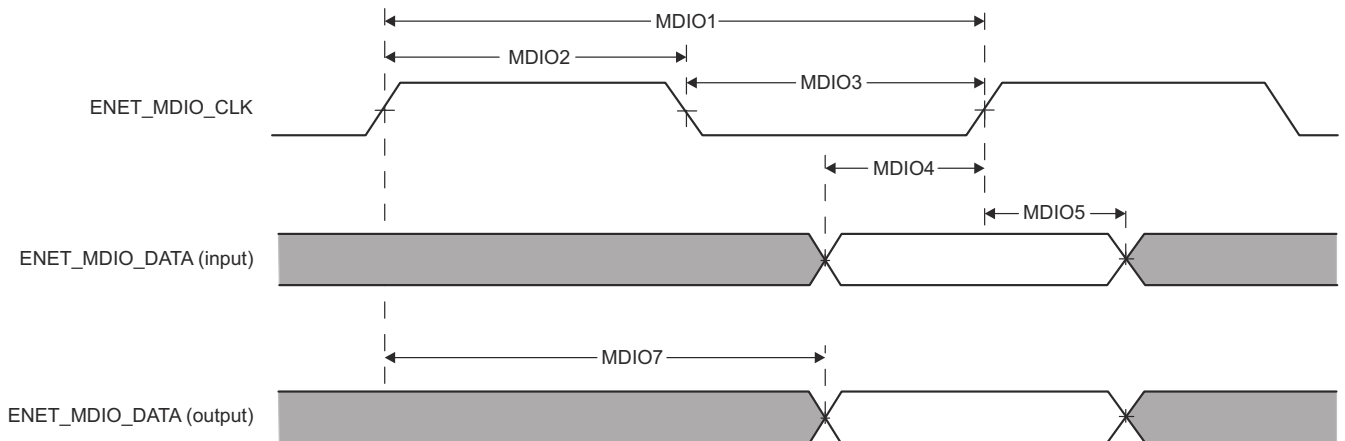 MDIO1
MDIO2
MDIO3
ENET_MDIO_CLK
MDIO4
MDIO5
ENET_MDIO_DATA (input)
MDIO7
ENET_MDIO_DATA (output)